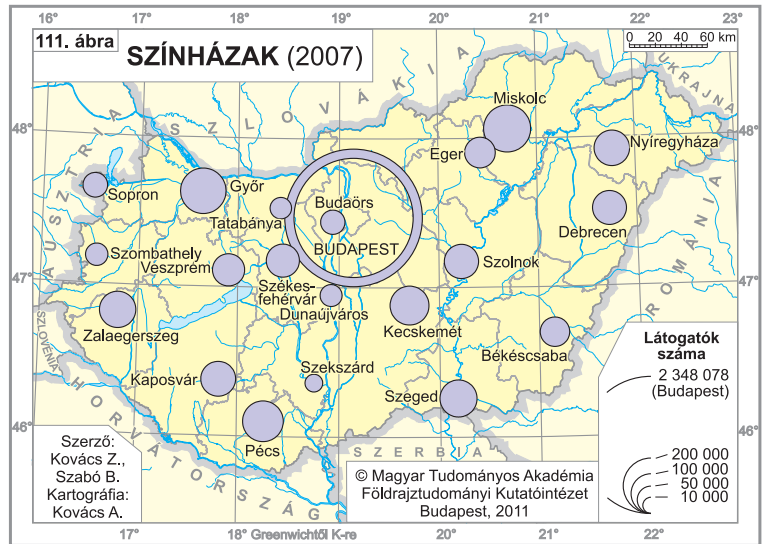 16° 17° 18° 19° 20° 21° 22° 23°
111. ábra
SZÍNHÁZAK (2007)
0 20 40 60 km
SZLOVÁKIA
UKRAJNA
AUSZTRIA
ROMÁNIA
SZLOVÉNIA
HORVÁTORSZÁG
SZERBIA
48°
48°
47°
47°
46°
46°
Miskolc
Eger
Nyíregyháza
Sopron
Győr
Tatabánya
Budaörs
BUDAPEST
Debrecen
Szombathely
Vészprém
Székes-
fehérvár
Dunaújváros
Szolnok
Zalaegerszeg
Kecskemét
Békéscsaba
Kaposvár
Szekszárd
Szeged
Pécs
Látogatók
száma
2 348 078
(Budapest)
200 000
100 000
50 000
10 000
Szerző:
Kovács Z.,
Szabó B.
Kartográfia:
Kovács A.
© Magyar Tudományos Akadémia
Földrajztudományi Kutatóintézet
Budapest, 2011
17° 18° Greenwichtől K-re 19° 20° 21° 22°